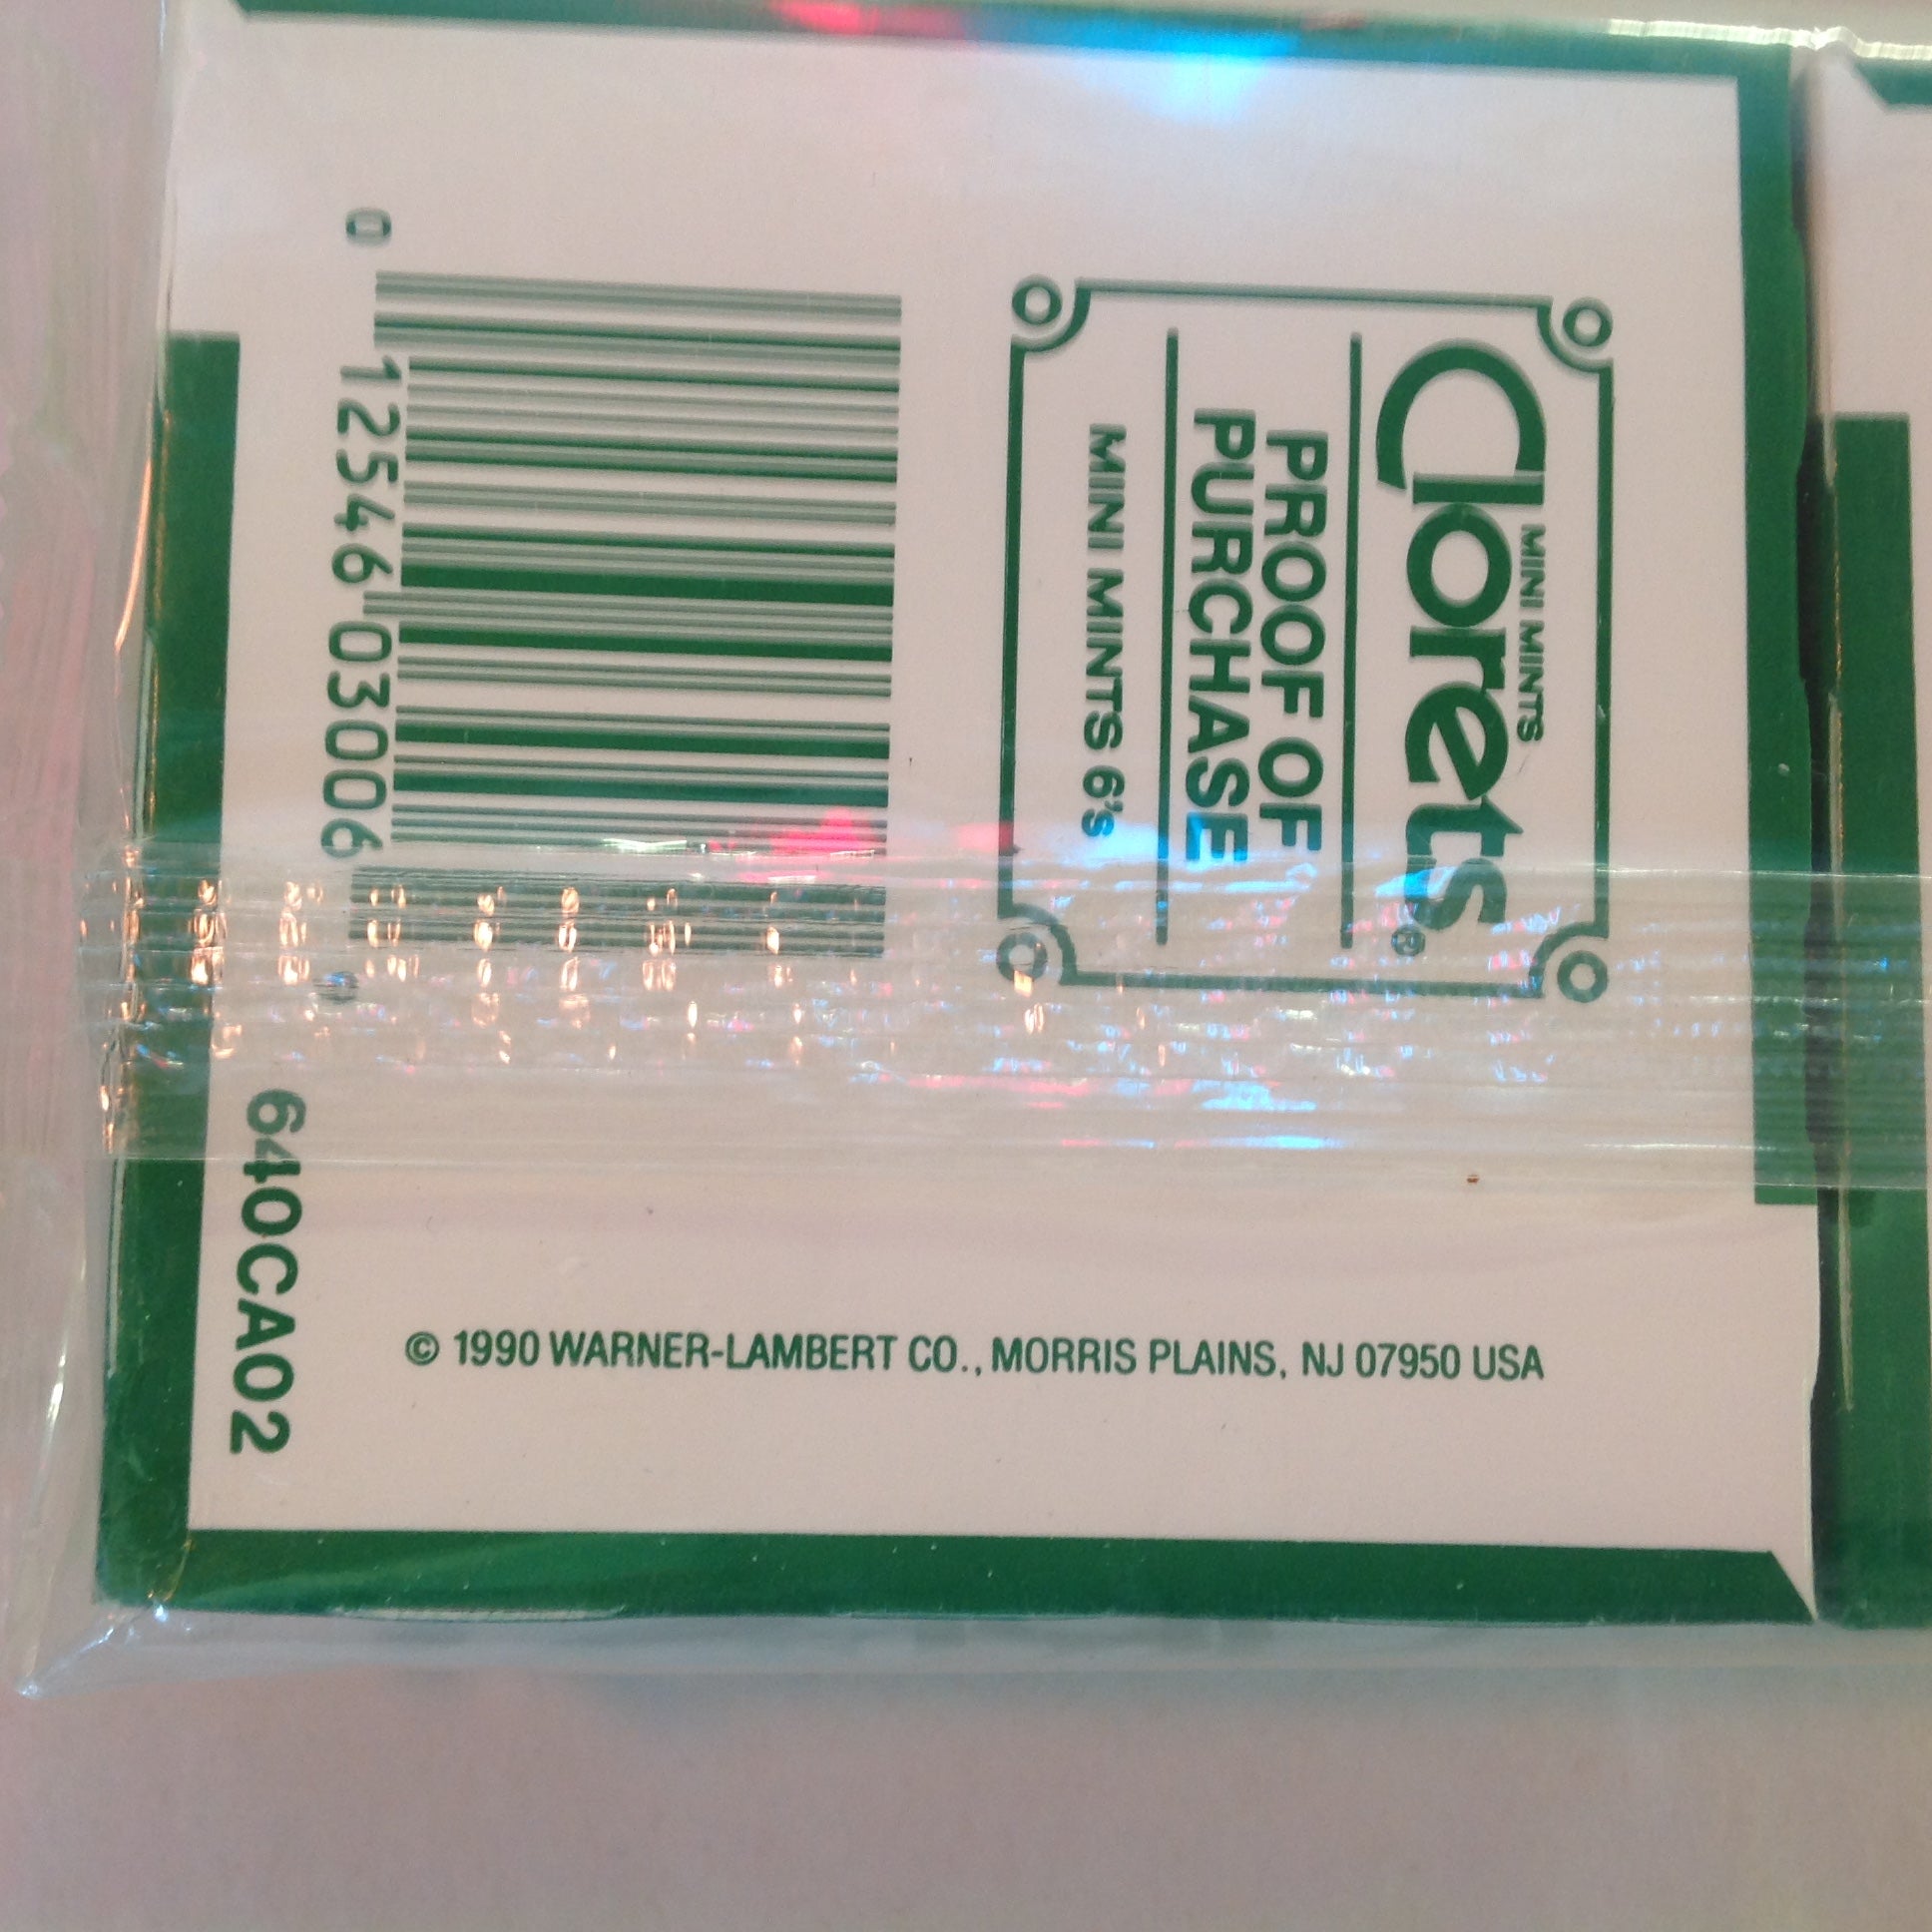 Clorets®
MINI MINTS
PROOF OF
PURCHASE
MINI MINTS 6's
0 12546 03006
640CA02
© 1990 WARNER-LAMBERT CO., MORRIS PLAINS, NJ 07950 USA